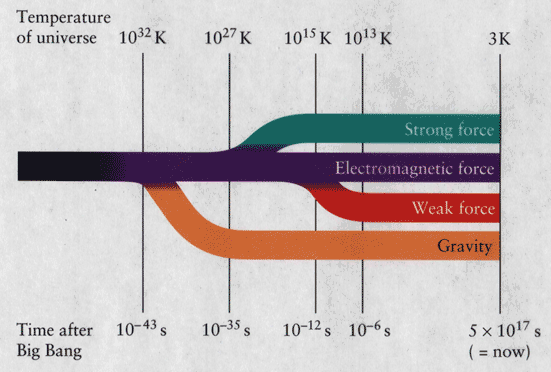 Temperature
of universe
10³² K
10²⁷ K
10¹⁵ K
10¹³ K
3 K
Strong force
Electromagnetic force
Weak force
Gravity
Time after
Big Bang
10⁻⁴³ s
10⁻³⁵ s
10⁻¹² s
10⁻⁶ s
5 × 10¹⁷ s
( = now)